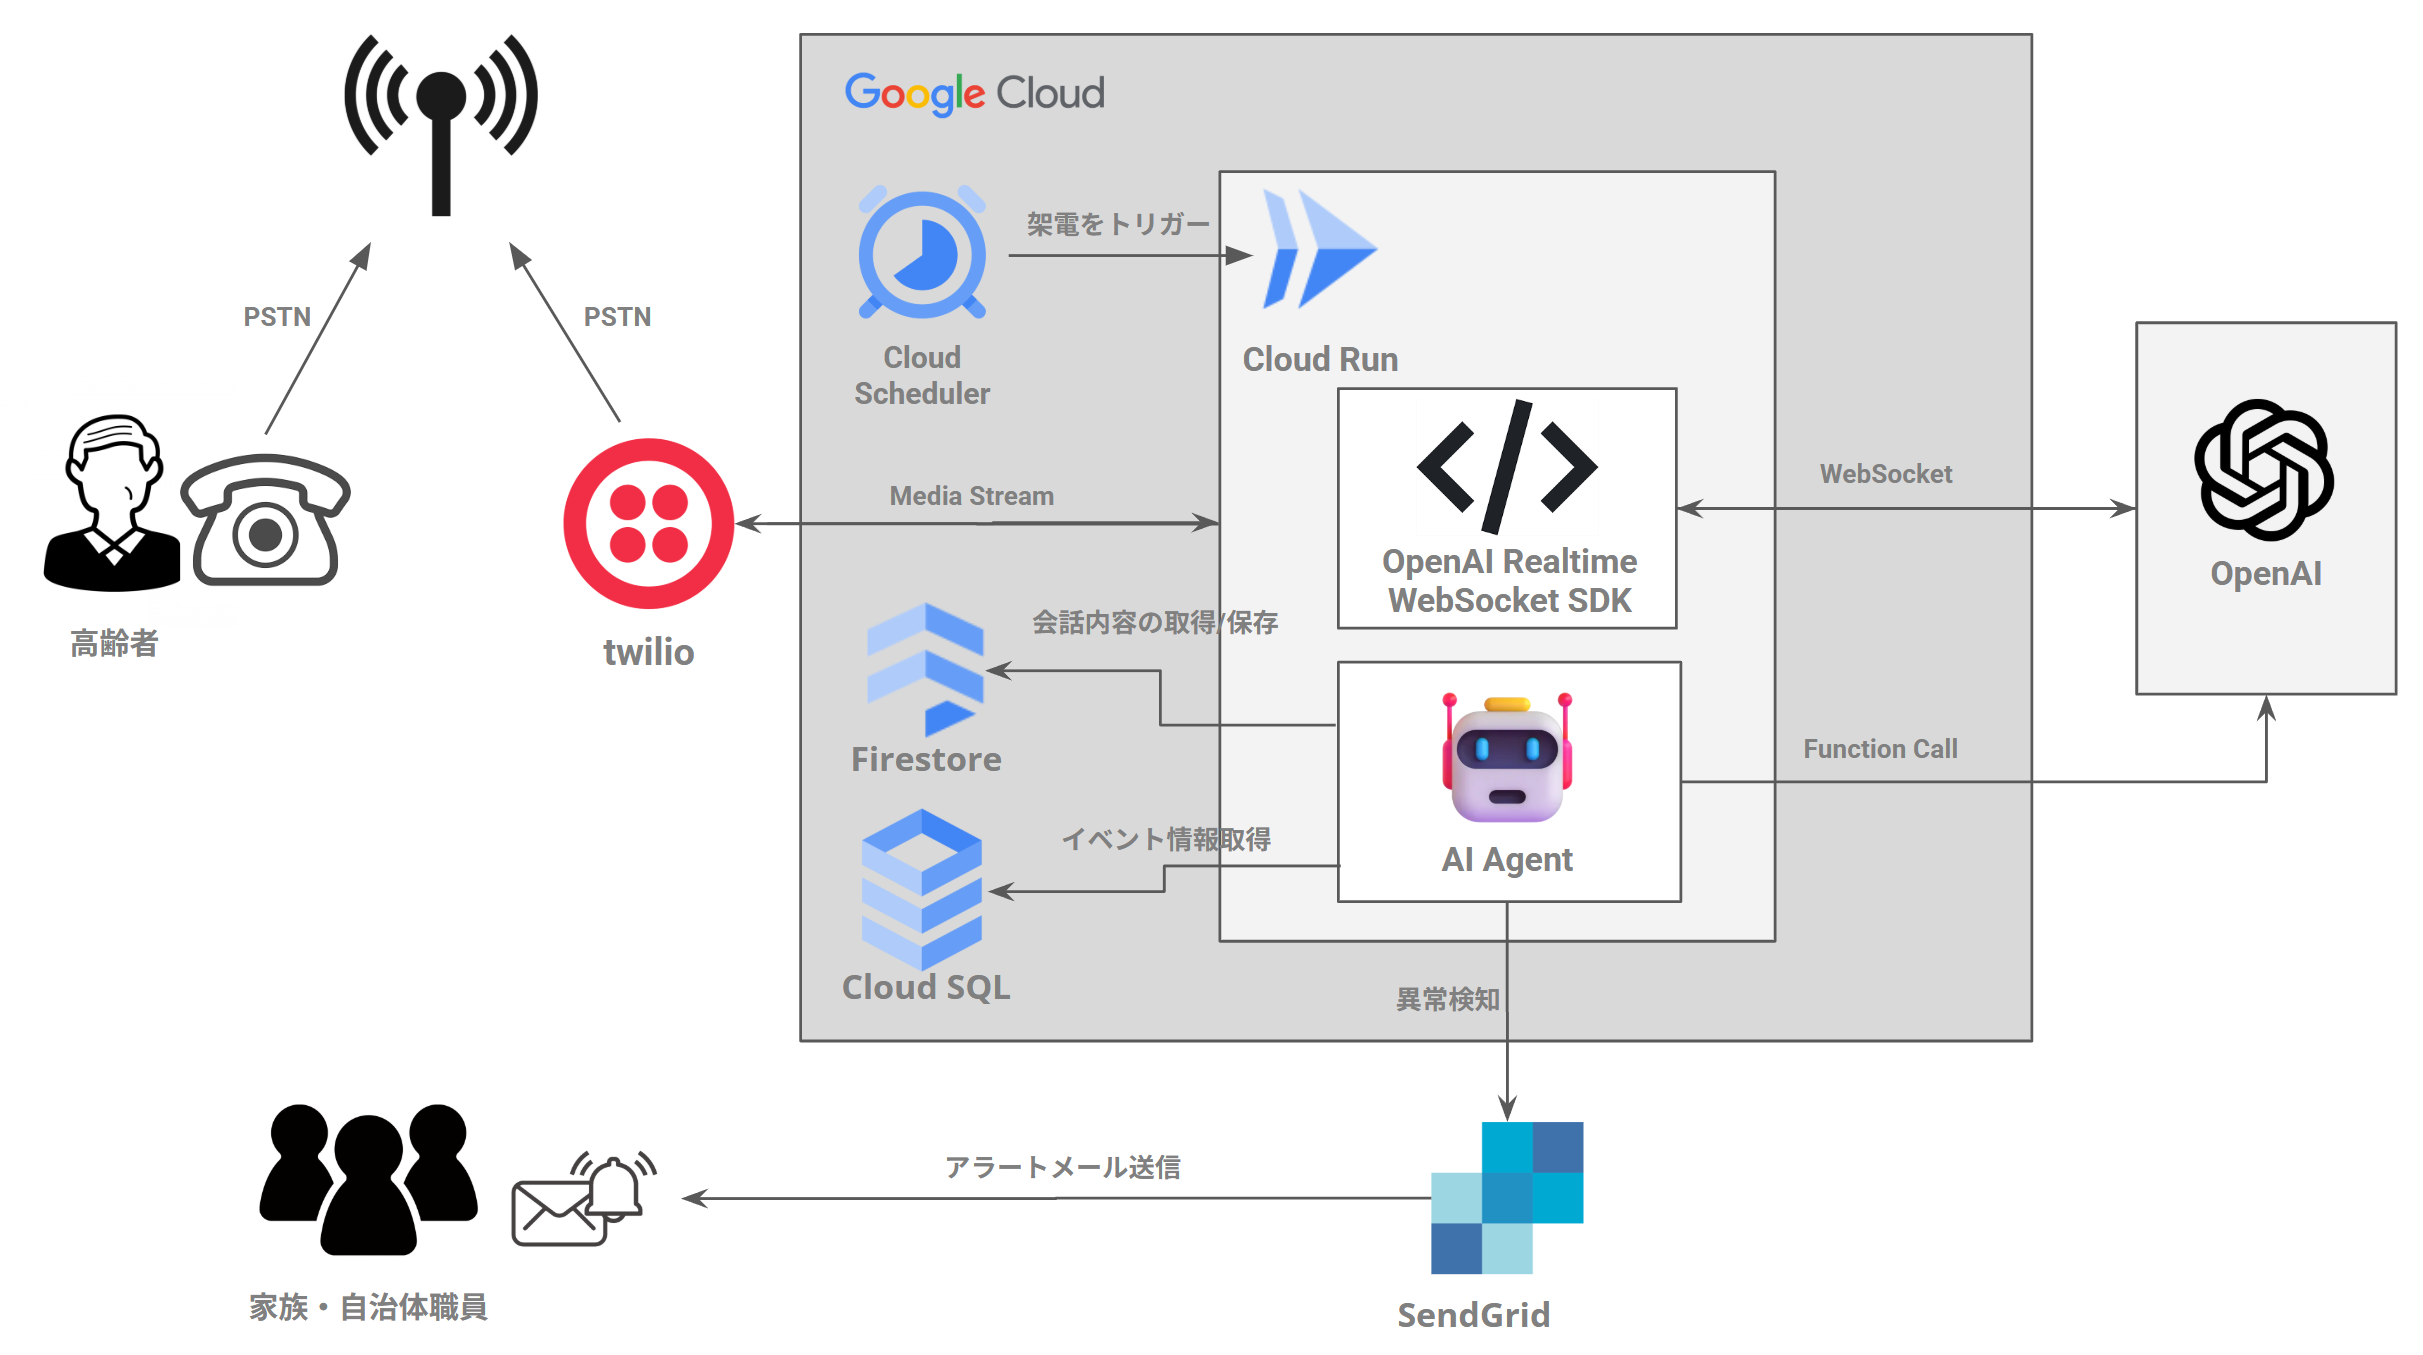 Google Cloud
架電をトリガー
PSTN
PSTN
Cloud
Scheduler
Cloud Run
WebSocket
Media Stream
OpenAI Realtime
WebSocket SDK
OpenAI
会話内容の取得/保存
高齢者
twilio
Firestore
Function Call
イベント情報取得
AI Agent
Cloud SQL
異常検知
アラートメール送信
家族・自治体職員
SendGrid